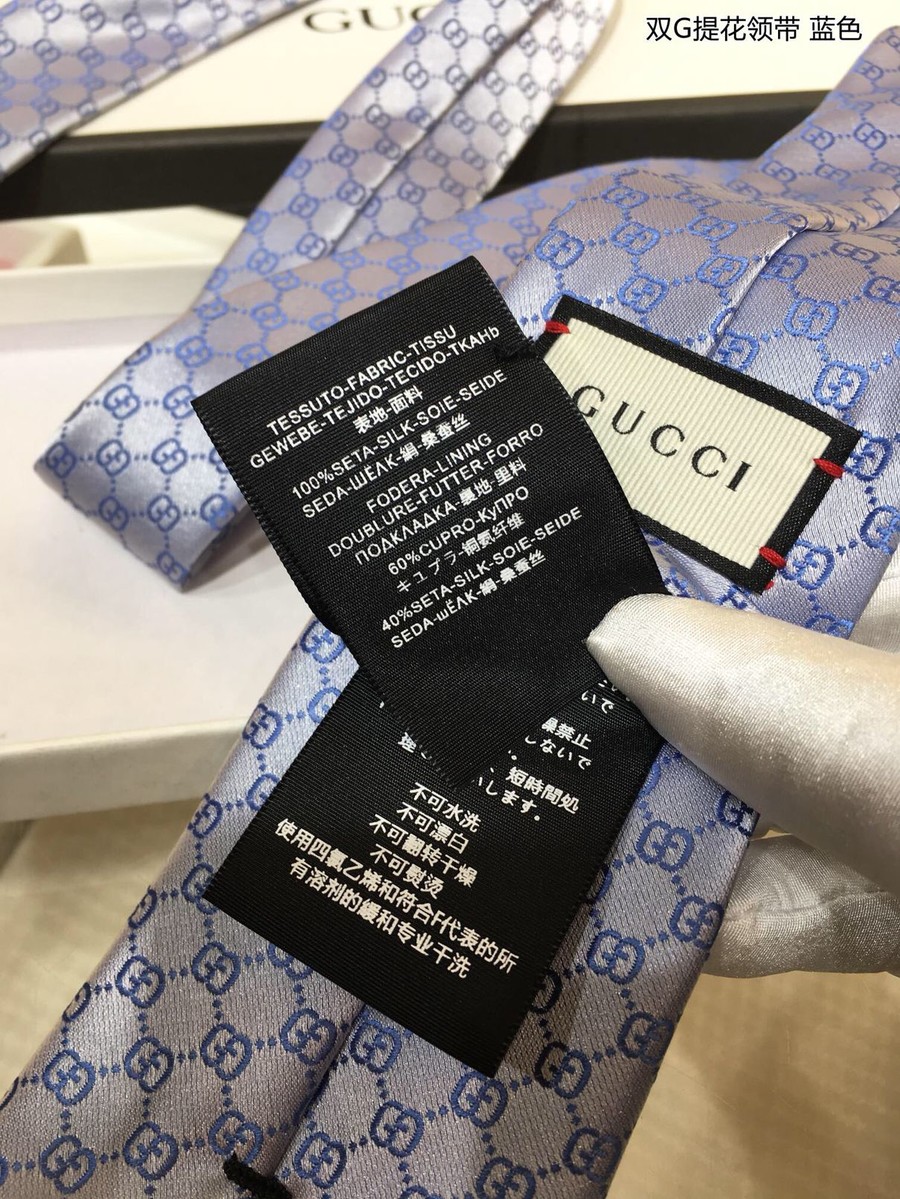 GUC
双G提花领带 蓝色
TESSUTO-FABRIC-TISSU
GEWEBE-TEJIDO-TECIDO-ТКАНЬ
表地-面料
100%SETA-SILK-SOIE-SEIDE
SEDA-ШЁЛК-絹-桑蚕丝
FODERA-LINING
DOUBLURE-FUTTER-FORRO
ПОДКЛАДКА-裏地·里料
60%CUPRO-КуПРО
キュプラ-铜氨纤维
40%SETA-SILK-SOIE-SEIDE
SEDA-ШЁЛК-絹-桑蚕丝
GUCCI
いで
禁止
しないで
短時間処
します。
不可水洗
不可漂白
不可翻转干燥
不可熨烫
使用四氯乙烯和符合F代表的所
有溶剂的缓和专业干洗